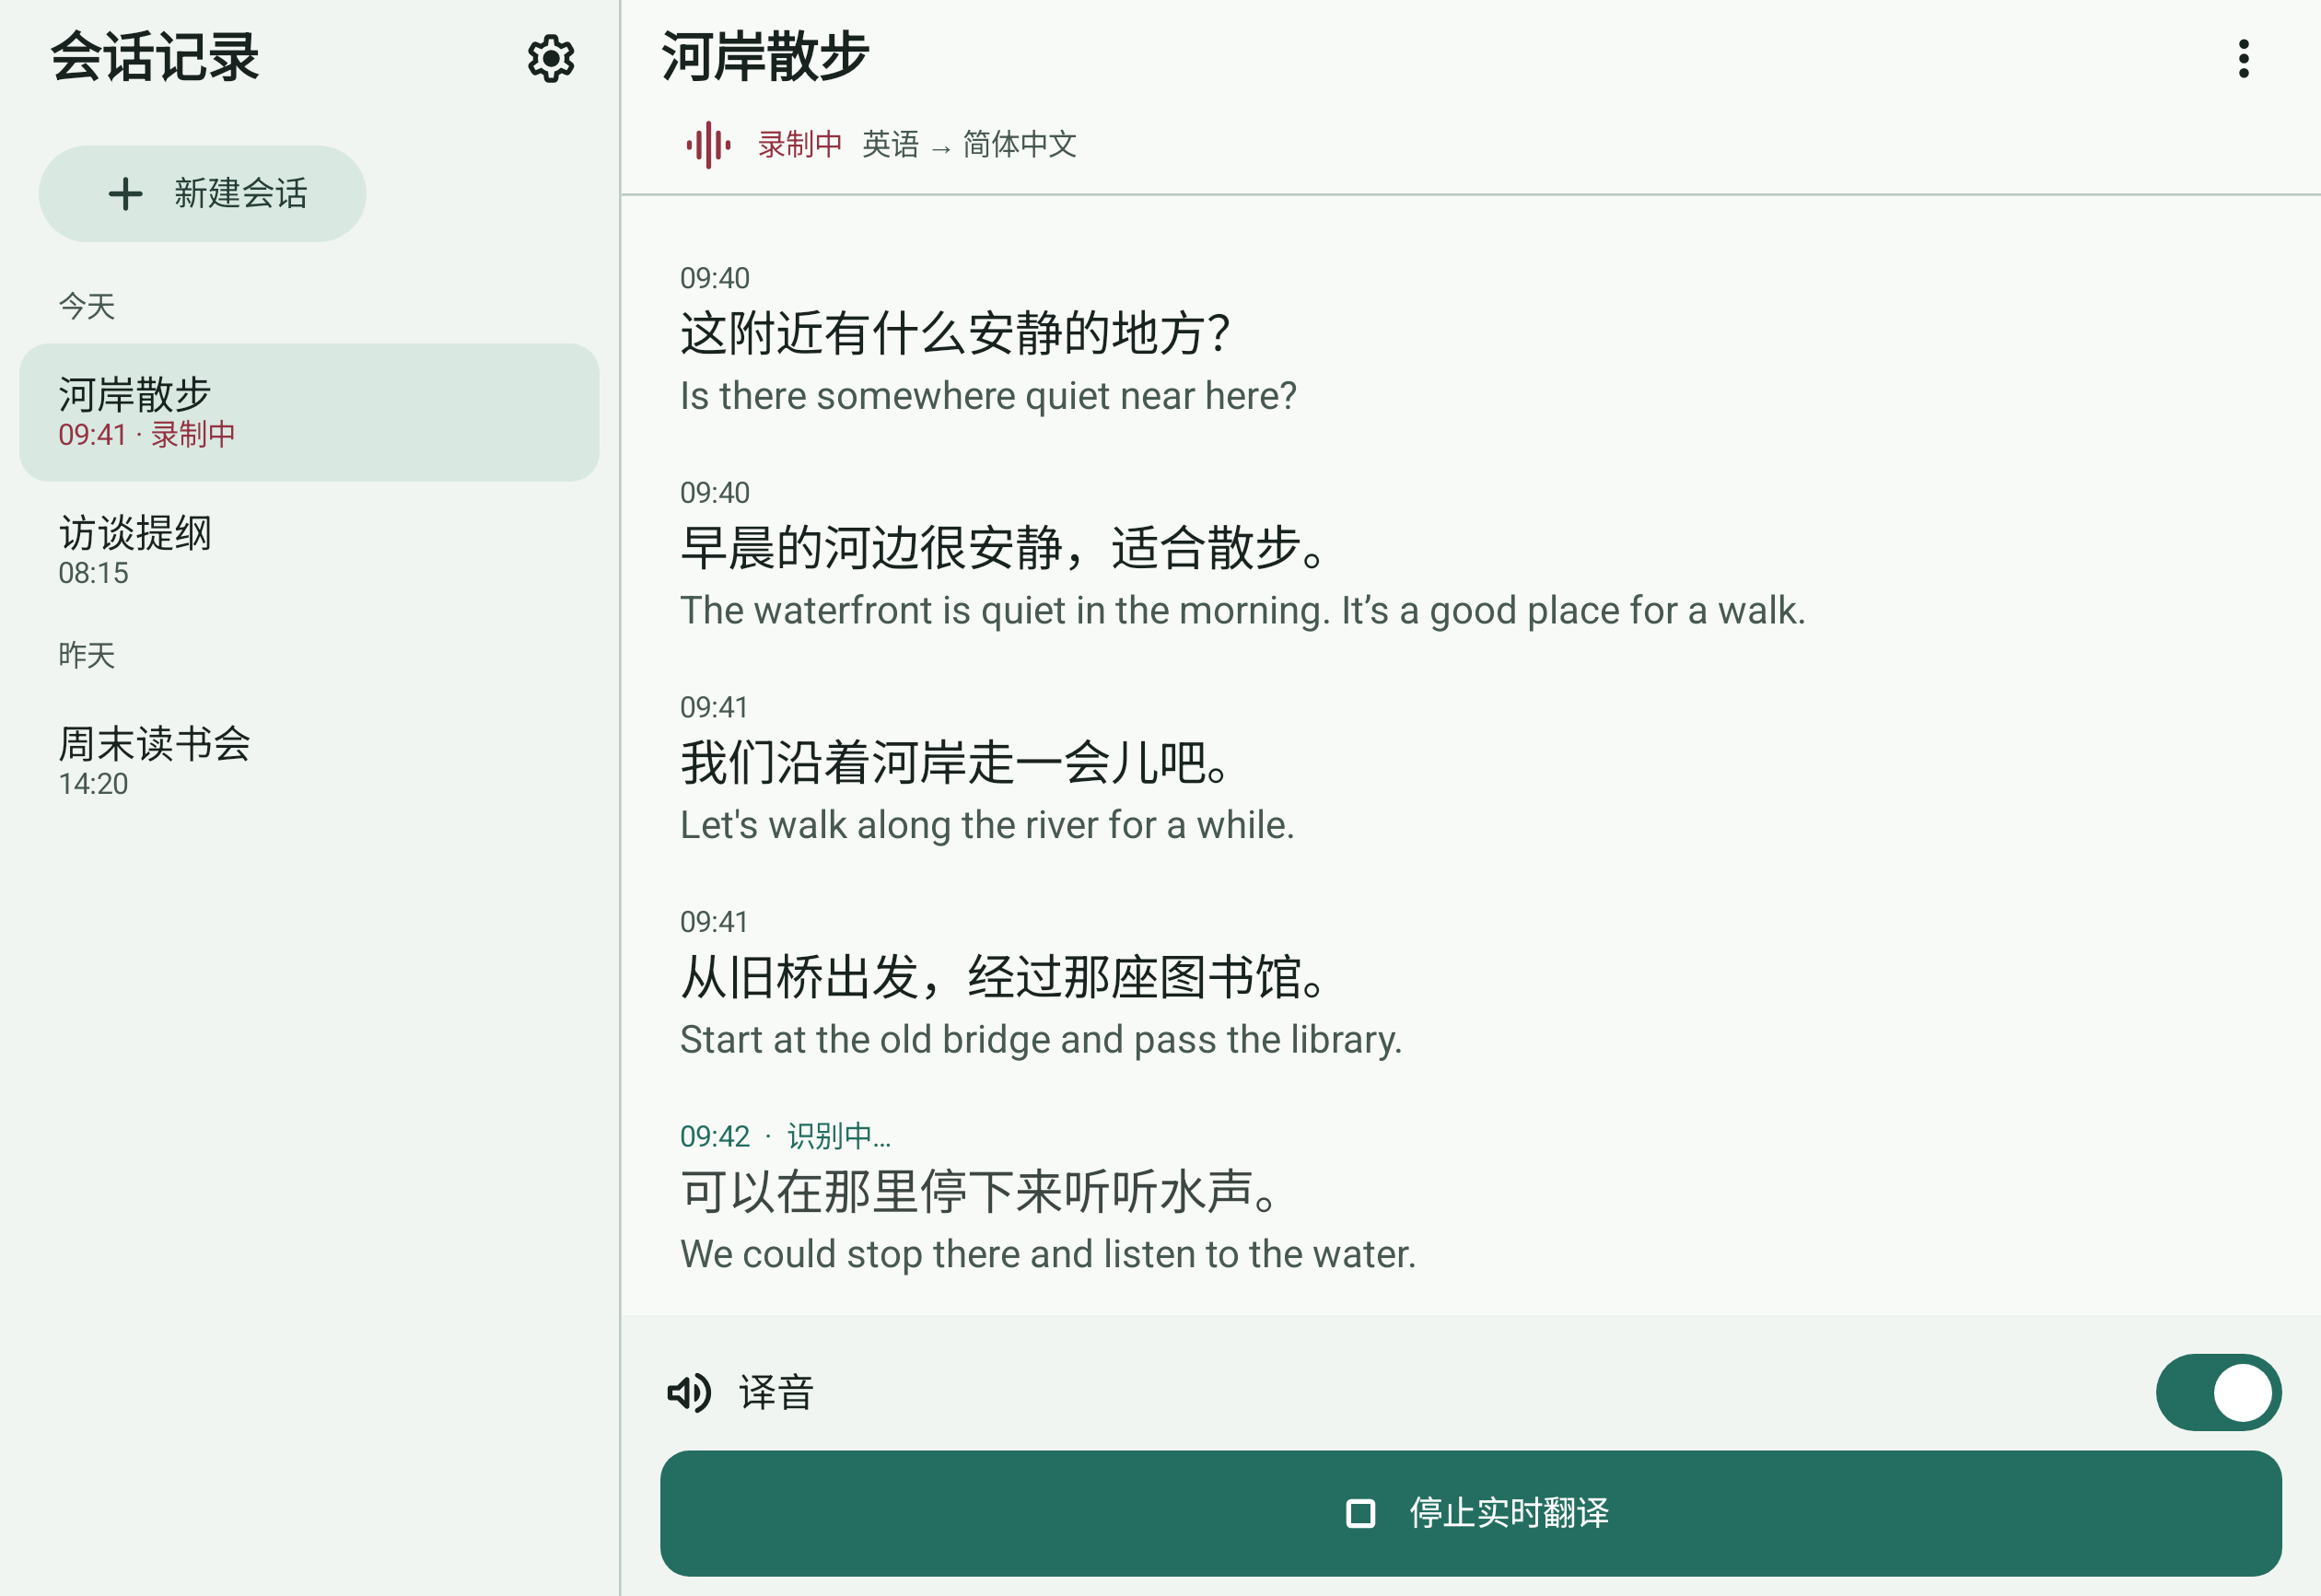 会话记录
新建会话
今天
河岸散步
09:41 · 录制中
访谈提纲
08:15
昨天
周末读书会
14:20
河岸散步
录制中 英语 → 简体中文
09:40
这附近有什么安静的地方？
Is there somewhere quiet near here?
09:40
早晨的河边很安静，适合散步。
The waterfront is quiet in the morning. It’s a good place for a walk.
09:41
我们沿着河岸走一会儿吧。
Let's walk along the river for a while.
09:41
从旧桥出发，经过那座图书馆。
Start at the old bridge and pass the library.
09:42 · 识别中…
可以在那里停下来听听水声。
We could stop there and listen to the water.
译音
停止实时翻译